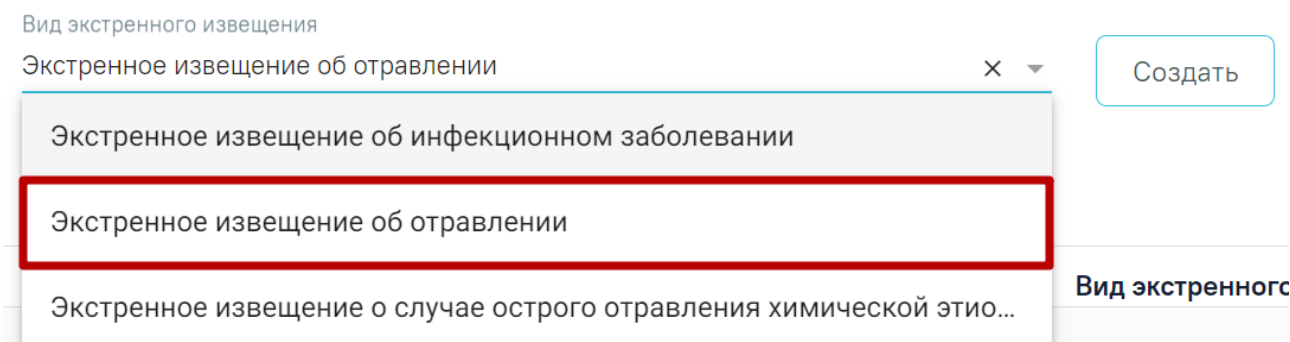 Вид экстренного извещения
Экстренное извещение об отравлении
Создать
Экстренное извещение об инфекционном заболевании
Экстренное извещение об отравлении
Вид экстренного
Экстренное извещение о случае острого отравления химической этио...